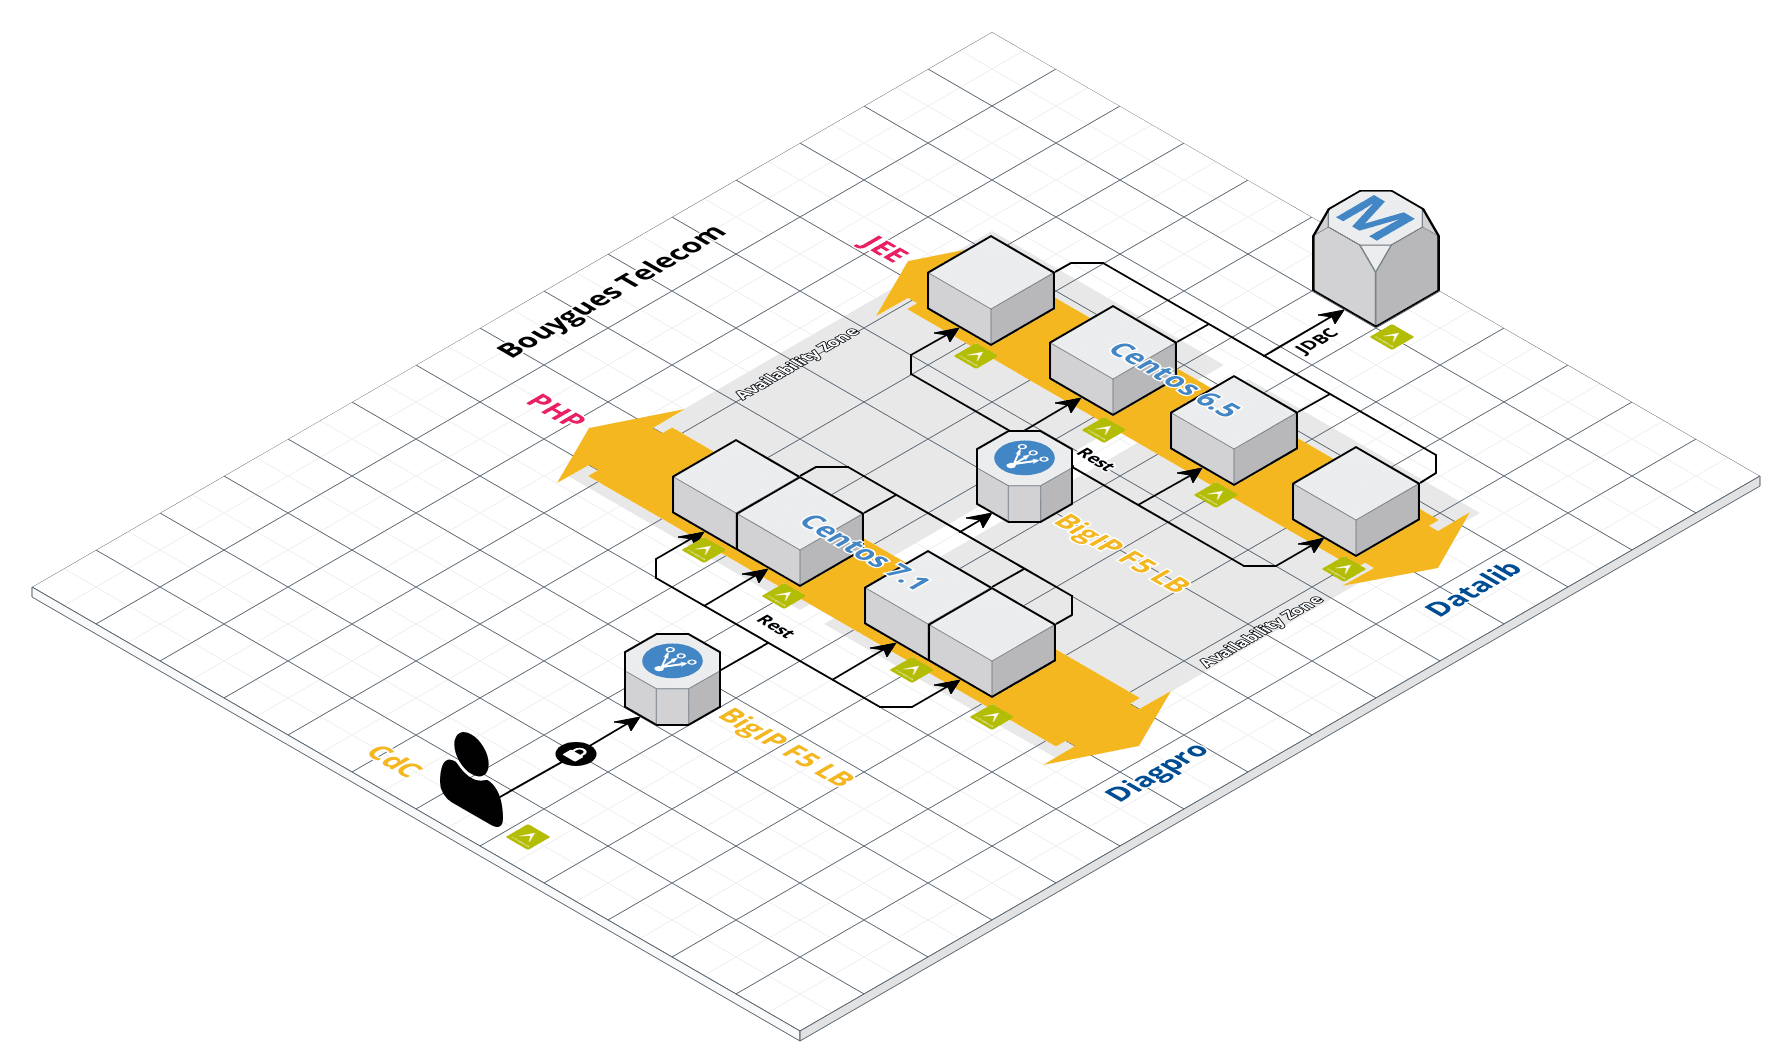 Bouygues Telecom
JEE
M
JDBC
Availability Zone
Centos 6.5
PHP
Rest
BigIP F5 LB
Centos 7.1
Datalib
Availability Zone
Rest
BigIP F5 LB
Diagpro
CdC